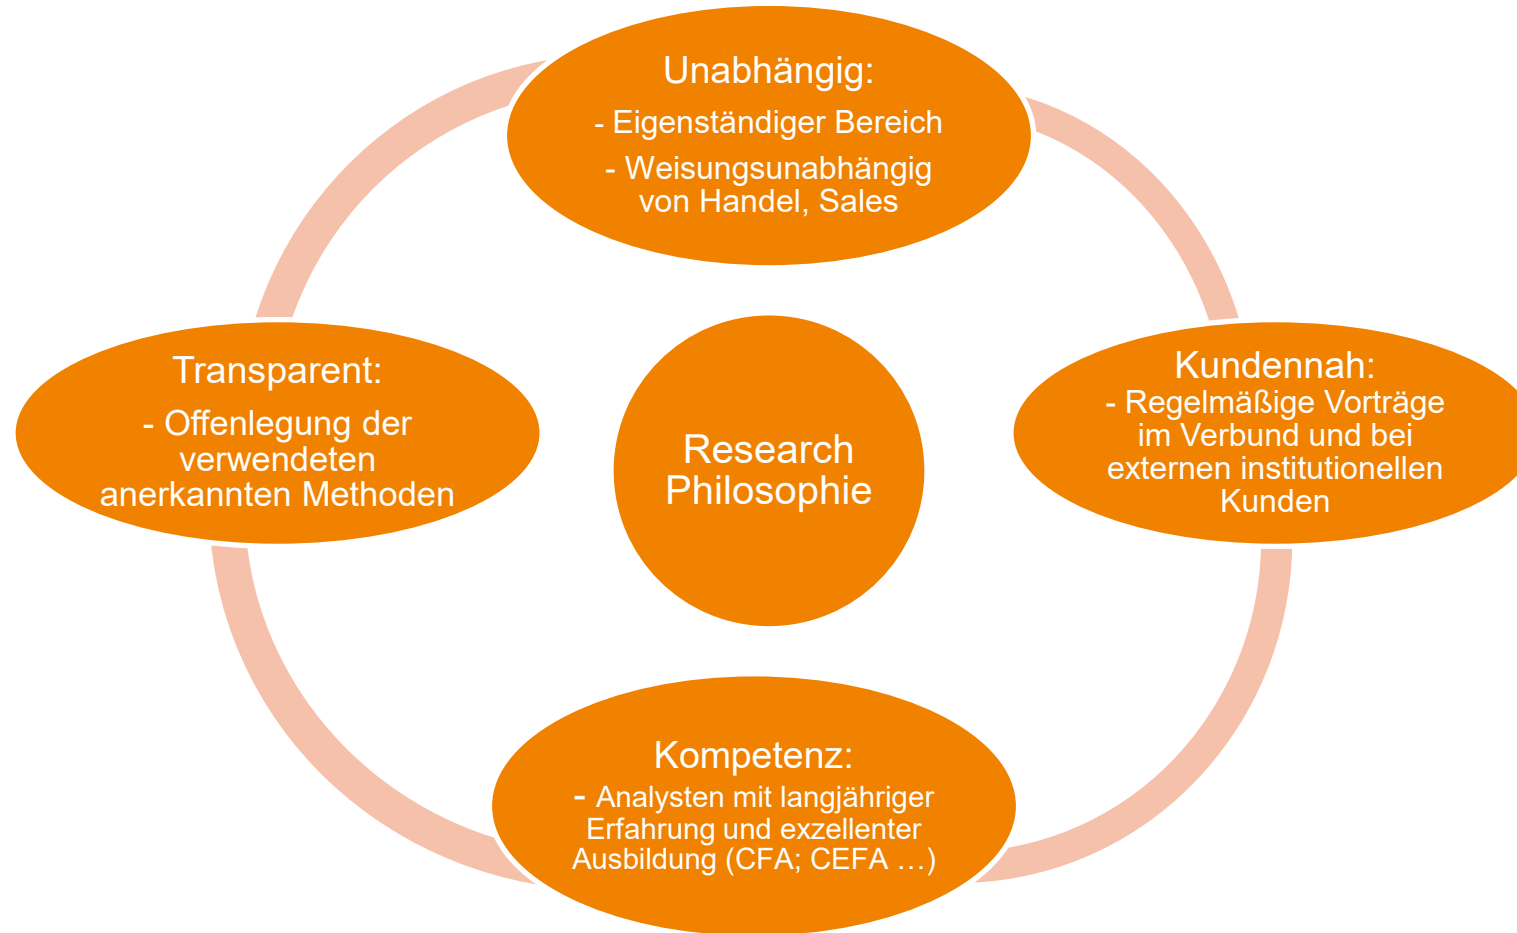 Unabhängig:
- Eigenständiger Bereich
- Weisungsunabhängig
von Handel, Sales
Transparent:
- Offenlegung der
verwendeten
anerkannten Methoden
Research
Philosophie
Kundennah:
- Regelmäßige Vorträge
im Verbund und bei
externen institutionellen
Kunden
Kompetenz:
- Analysten mit langjähriger
Erfahrung und exzellenter
Ausbildung (CFA; CEFA …)